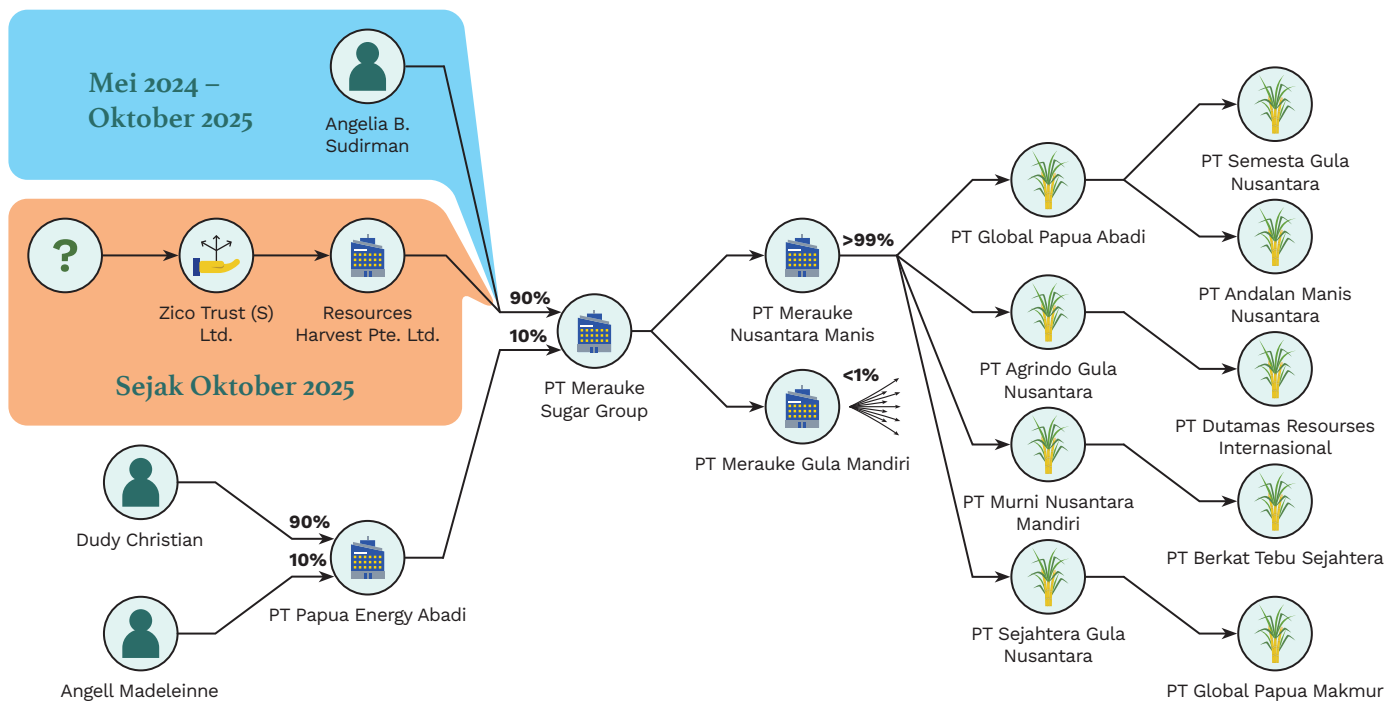 Mei 2024 –
Oktober 2025
Angelia B.
Sudirman
?
Zico Trust (S)
Ltd.
Resources
Harvest Pte. Ltd.
Sejak Oktober 2025
Dudy Christian
90%
10%
Angell Madeleinne
PT Papua Energy Abadi
90%
10%
PT Merauke
Sugar Group
PT Merauke
Nusantara Manis
>99%
<1%
PT Merauke Gula Mandiri
PT Global Papua Abadi
PT Agrindo Gula
Nusantara
PT Murni Nusantara
Mandiri
PT Sejahtera Gula
Nusantara
PT Semesta Gula
Nusantara
PT Andalan Manis
Nusantara
PT Dutamas Resourses
Internasional
PT Berkat Tebu Sejahtera
PT Global Papua Makmur